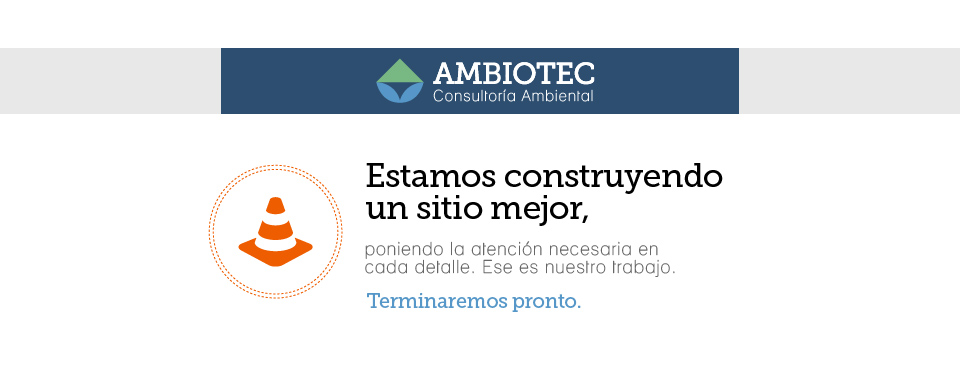 AMBIOTEC
Consultoría Ambiental
Estamos construyendo
un sitio mejor,
poniendo la atención necesaria en
cada detalle. Ese es nuestro trabajo.
Terminaremos pronto.